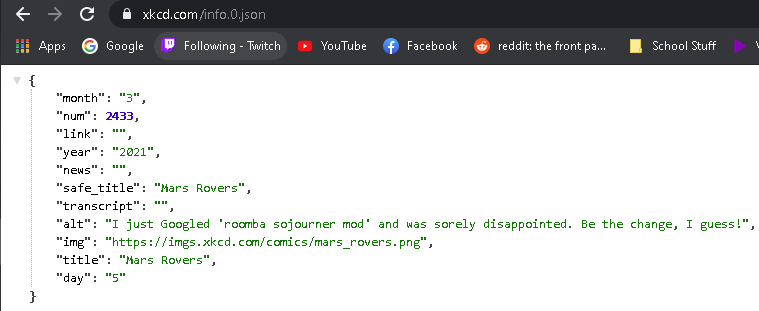 xkcd.com/info.0.json
Apps Google Following - Twitch YouTube Facebook reddit: the front pa... School Stuff
{
"month": "3",
"num": 2433,
"link": "",
"year": "2021",
"news": "",
"safe_title": "Mars Rovers",
"transcript": "",
"alt": "I just Googled 'roomba sojourner mod' and was sorely disappointed. Be the change, I guess!",
"img": "https://imgs.xkcd.com/comics/mars_rovers.png",
"title": "Mars Rovers",
"day": "5"
}